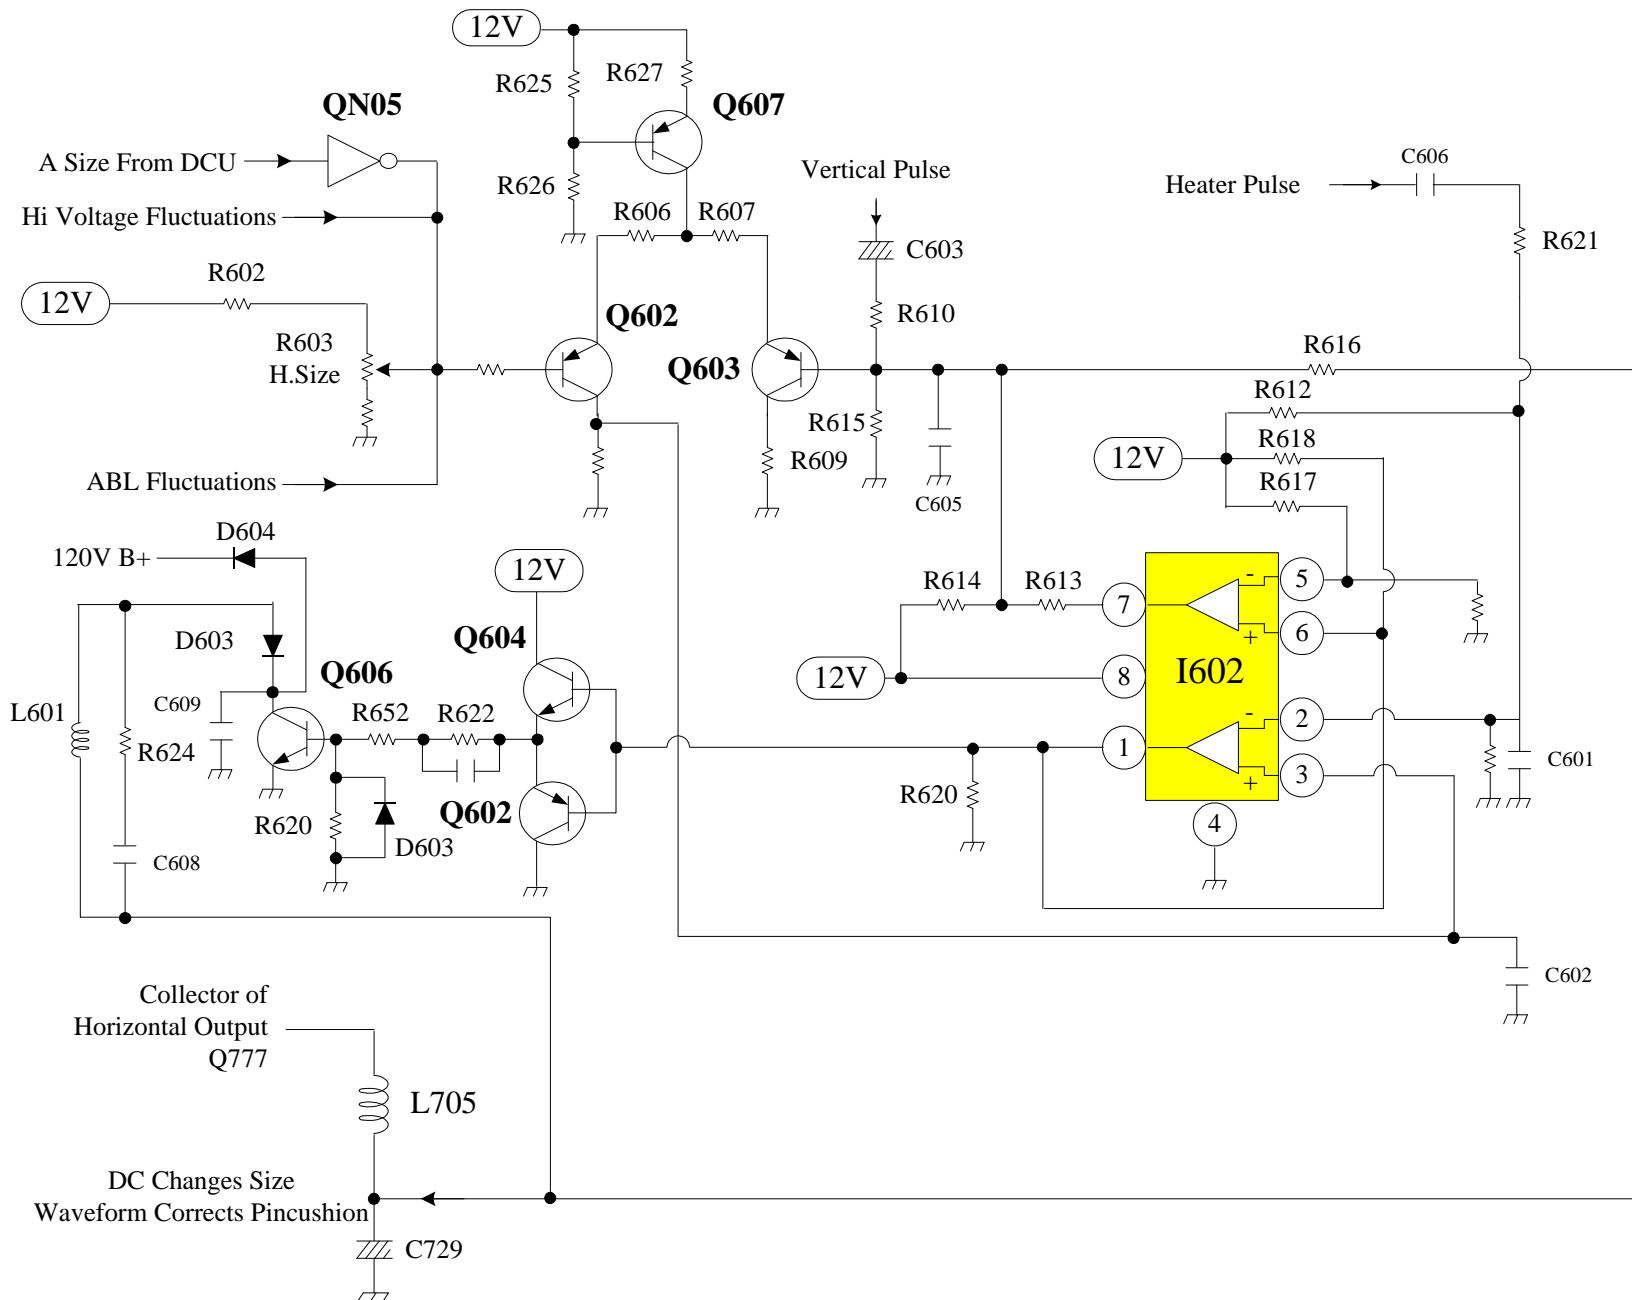 12V
R625
R627
QN05
Q607
A Size From DCU
Vertical Pulse
C606
R626
Heater Pulse
Hi Voltage Fluctuations
R606
R607
R621
C603
R602
12V
R610
Q602
R603
H.Size
Q603
R616
R612
R615
R618
12V
R609
R617
ABL Fluctuations
C605
D604
120V B+
12V
R614
R613
-
5
7
D603
Q604
+
6
Q606
I602
12V
8
C609
L601
R652
R622
-
2
R624
1
C601
+
3
R620
Q602
R620
4
D603
C608
C602
Collector of
Horizontal Output
Q777
L705
DC Changes Size
Waveform Corrects Pincushion
C729